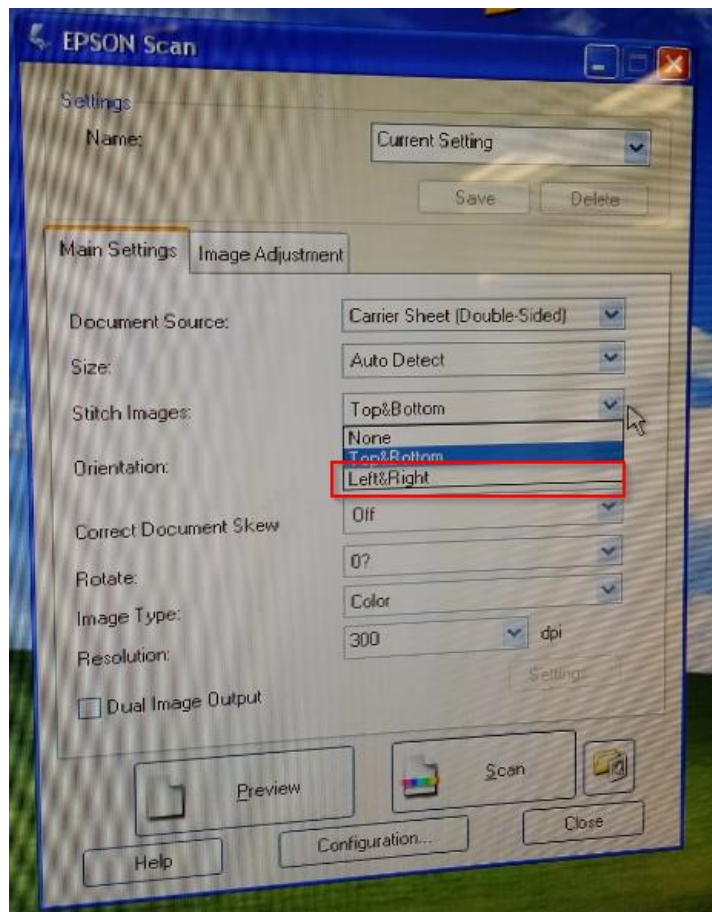 EPSON Scan
Settings
Name: Current Setting
Save Delete
Main Settings Image Adjustment
Document Source: Carrier Sheet (Double-Sided)
Size: Auto Detect
Stitch Images: Top&Bottom
None
Top&Bottom
Orientation:
Left&Right
Correct Document Skew Off
Rotate: 0?
Image Type: Color
Resolution: 300 dpi
Settings
Dual Image Output
Preview Scan
Help Configuration... Close